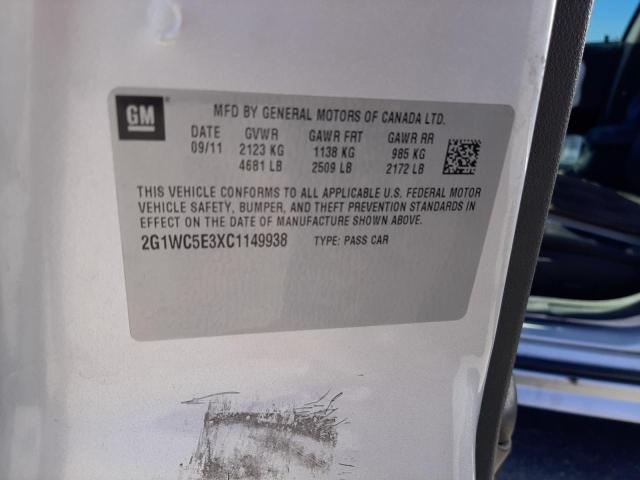 GM
MFD BY GENERAL MOTORS OF CANADA LTD.
DATE GVWR GAWR FRT GAWR RR
09/11 2123 KG 1138 KG 985 KG
4681 LB 2509 LB 2172 LB
THIS VEHICLE CONFORMS TO ALL APPLICABLE U.S. FEDERAL MOTOR
VEHICLE SAFETY, BUMPER, AND THEFT PREVENTION STANDARDS IN
EFFECT ON THE DATE OF MANUFACTURE SHOWN ABOVE.
2G1WC5E3XC1149938 TYPE: PASS CAR